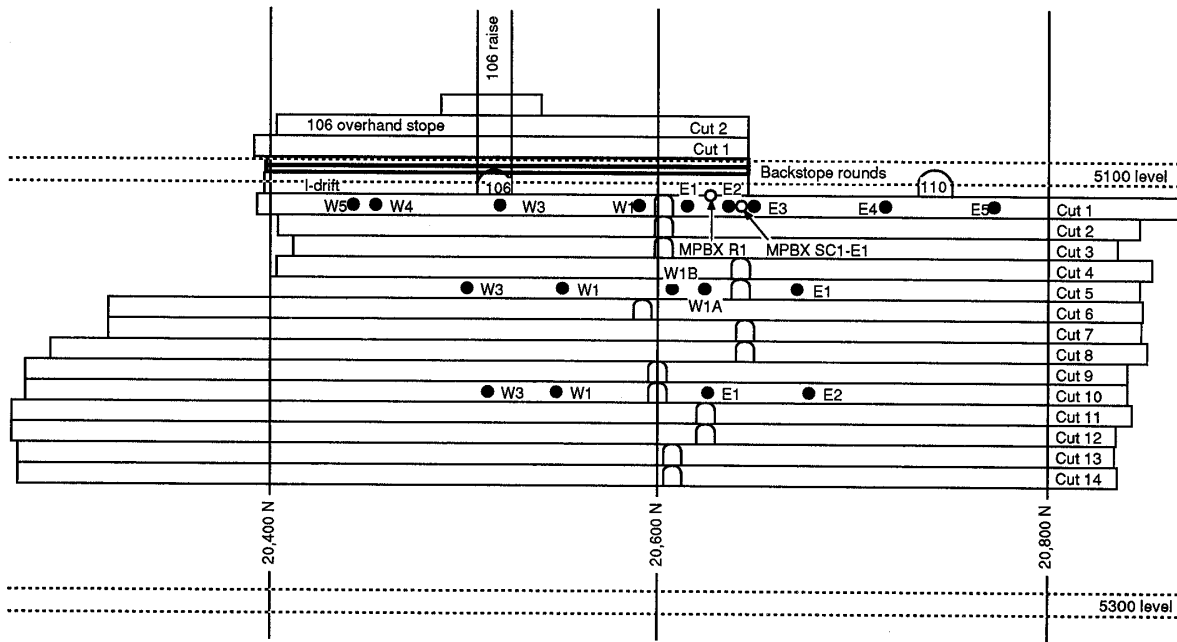 106 raise
106 overhand stope
Cut 2
Cut 1
Backstope rounds
5100 level
I-drift
106
E1
E2
110
W5
W4
W3
W1
E3
E4
E5
Cut 1
Cut 2
MPBX R1
MPBX SC1-E1
Cut 3
W1B
Cut 4
W3
W1
E1
Cut 5
W1A
Cut 6
Cut 7
Cut 8
Cut 9
W3
W1
E1
E2
Cut 10
Cut 11
Cut 12
Cut 13
Cut 14
20,400 N
20,600 N
20,800 N
5300 level